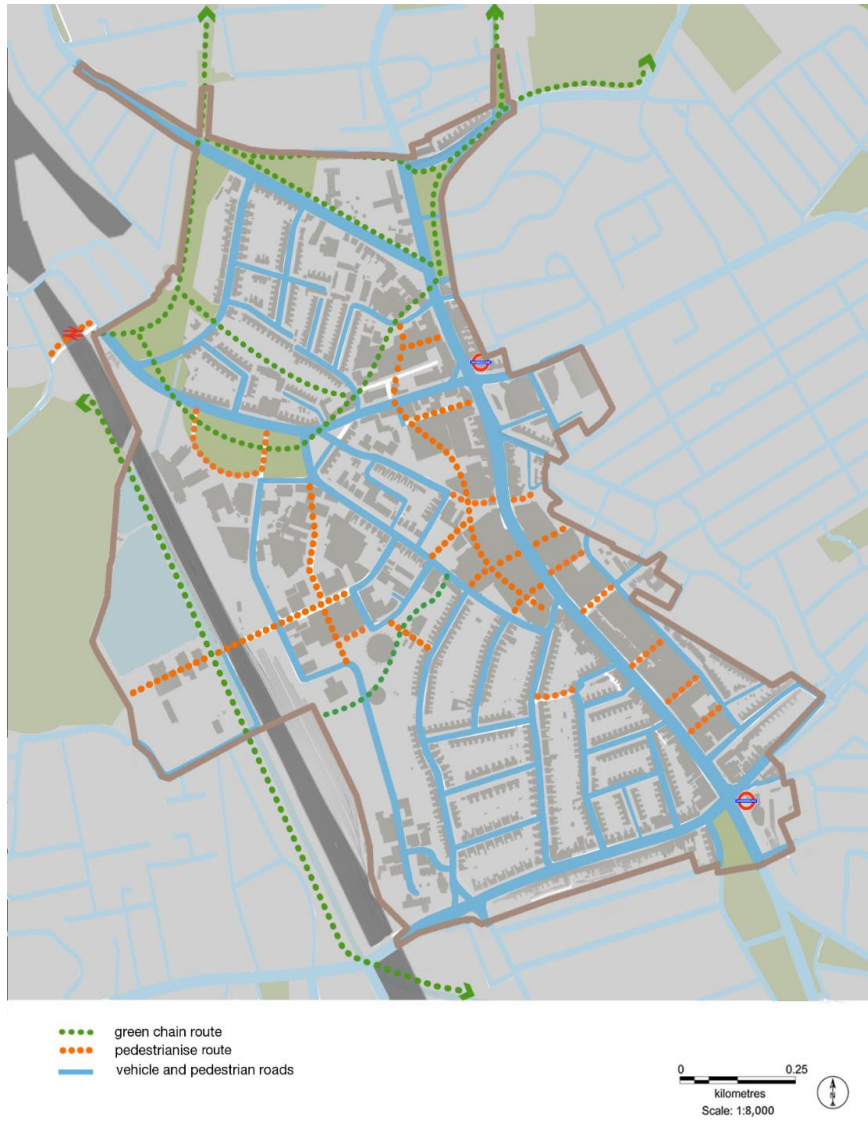 green chain route
pedestrianise route
vehicle and pedestrian roads
0 0.25
kilometres
Scale: 1:8,000
N